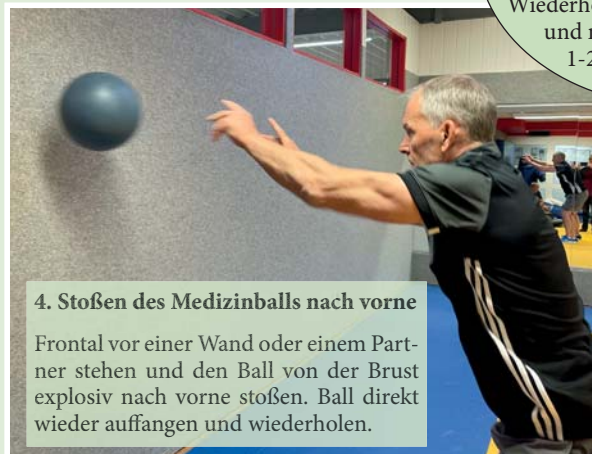 und
1-2
4. Stoßen des Medizinballs nach vorne
Frontal vor einer Wand oder einem Part-
ner stehen und den Ball von der Brust
explosiv nach vorne stoßen. Ball direkt
wieder auffangen und wiederholen.